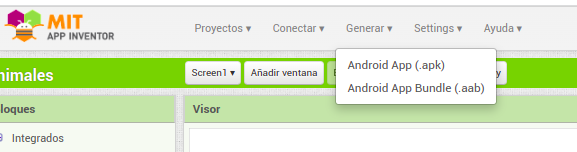 MIT
APP INVENTOR
Proyectos Conectar Generar Settings Ayuda
Android App (.apk)
Android App Bundle (.aab)
nimales Screen1 Añadir ventana
loques Visor
Integrados